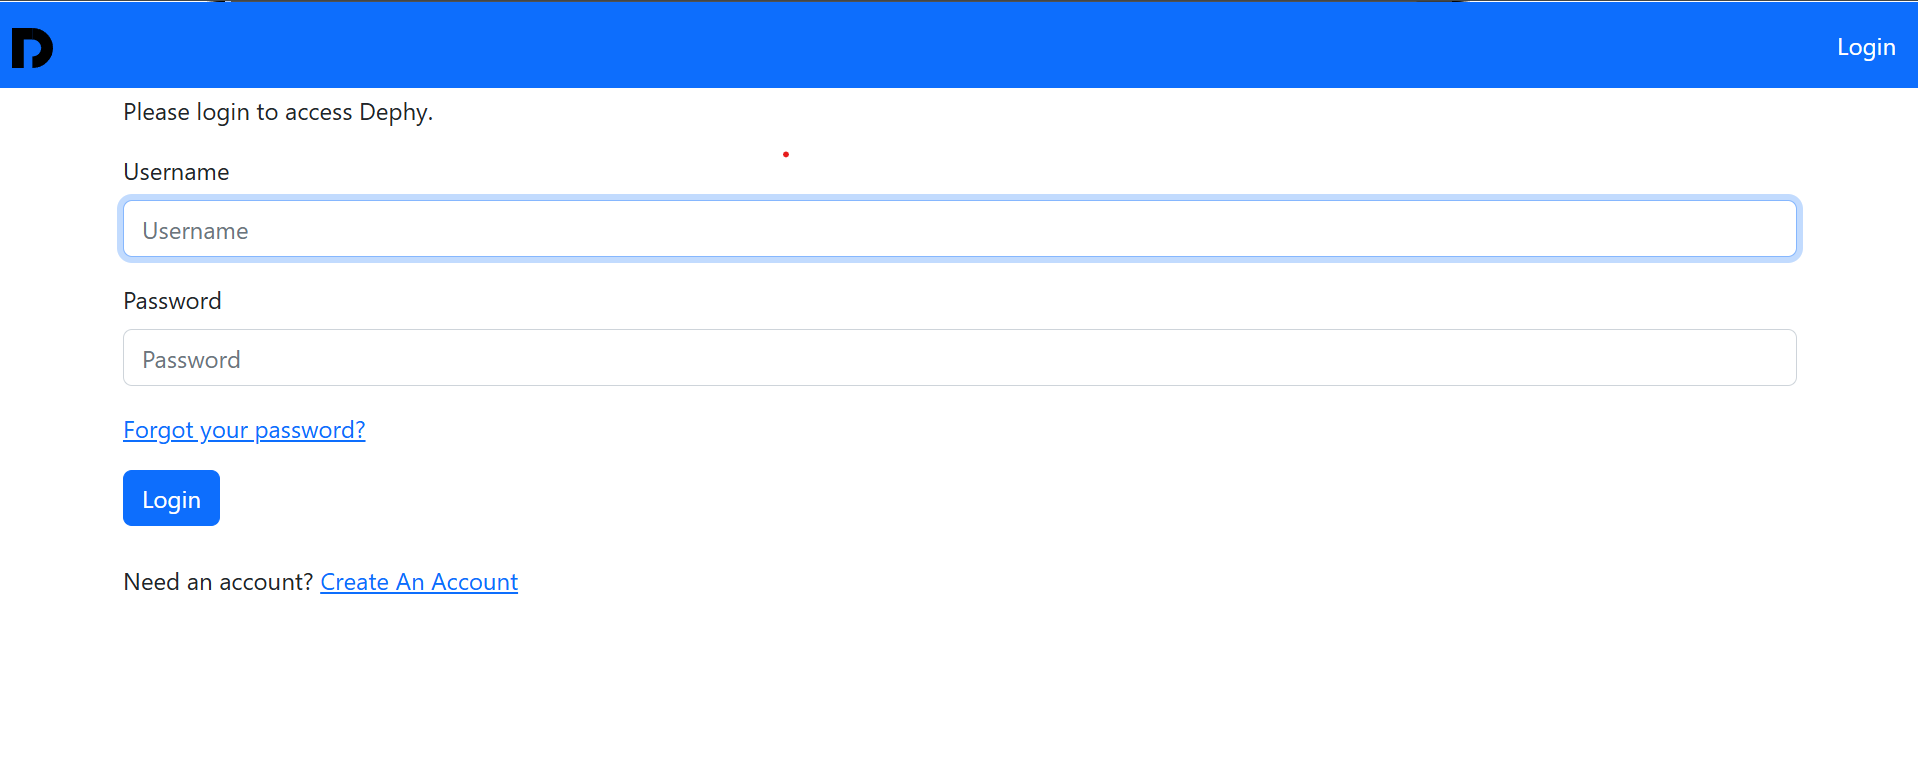 Login
Please login to access Dephy.
Username
Username
Password
Password
Forgot your password?
Login
Need an account? Create An Account